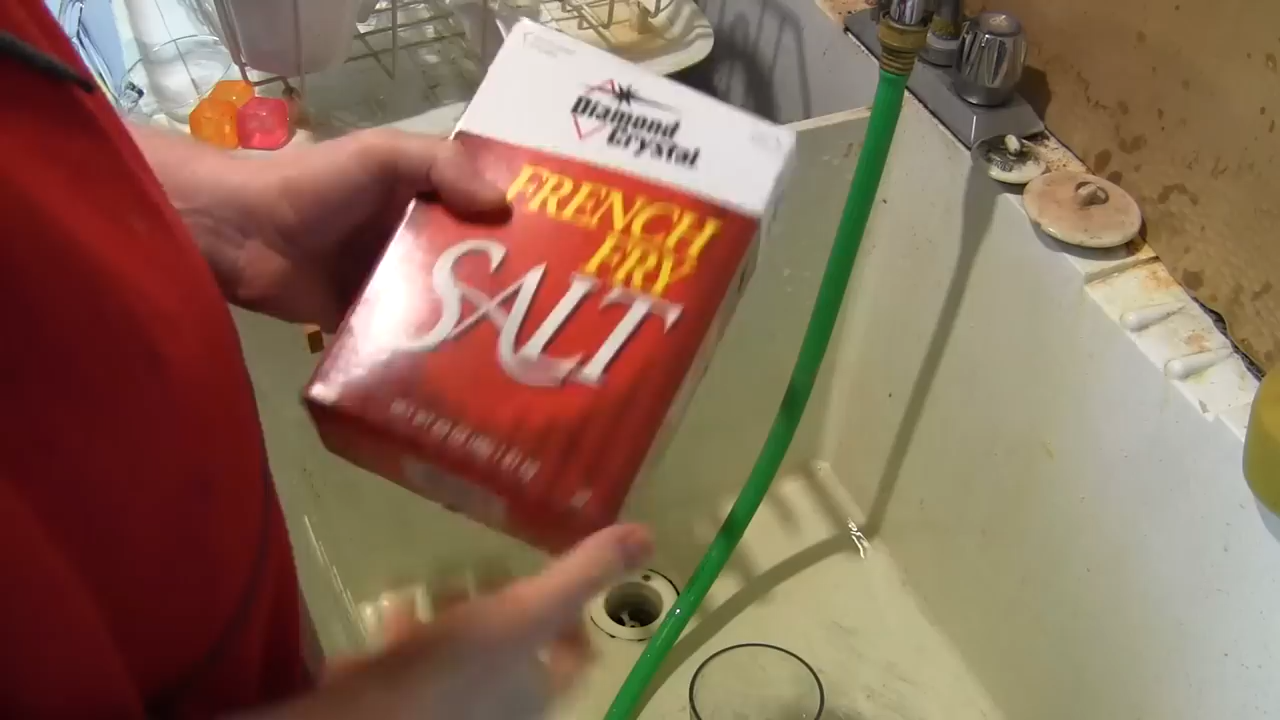 Diamond
Crystal
FRENCH
FRY
SALT